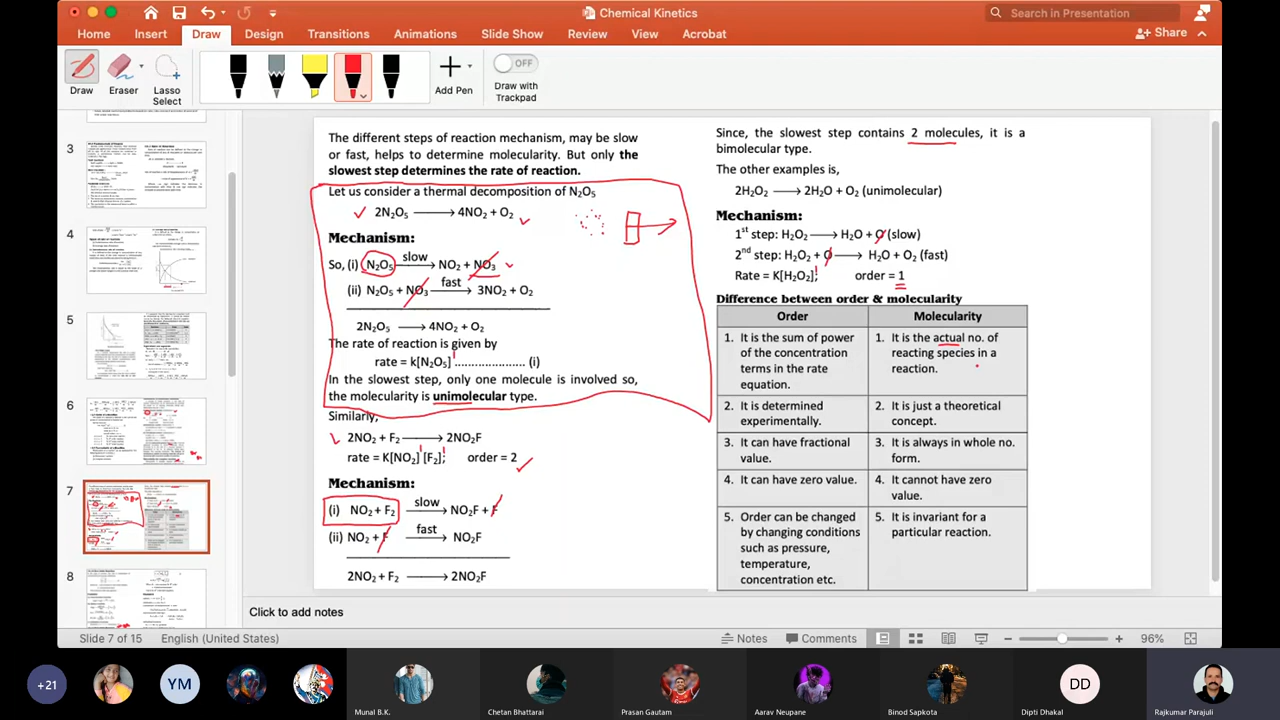 Chemical Kinetics
Search in Presentation
Home Insert Draw Design Transitions Animations Slide Show Review View Acrobat
Share
Draw
Eraser
Lasso Select
Add Pen
OFF
Draw with Trackpad
3
4
5
6
7
8
The different steps of reaction mechanism, may be slow
or fast helps to determine molecularity. But only the
slowest step determines the rate of reaction.
Let us consider a thermal decomposition of N₂O₅
2N₂O₅ ⟶ 4NO₂ + O₂
Mechanism:
slow
So, (i) N₂O₅ ⟶ NO₂ + NO₃
fast
(ii) N₂O₅ + NO₃ ⟶ 3NO₂ + O₂
2N₂O₅ ⟶ 4NO₂ + O₂
The rate of reaction is given by
rate = k[N₂O₅] ........................ (i)
In the slowest step, only one molecule is involved so,
the molecularity is unimolecular type.
Similarly,
2NO₂ + F₂ ⟶ 2NO₂F
rate = K[NO₂] [F₂] order = 2
Mechanism:
slow
(i) NO₂ + F₂ ⟶ NO₂F + F
fast
(ii) NO₂ + F ⟶ NO₂F
2NO₂ + F₂ ⟶ 2NO₂F
Since, the slowest step contains 2 molecules, it is a
bimolecular type.
The other examples is,
2H₂O₂ ⟶ 2H₂O + O₂ (unimolecular)
Mechanism:
1st step: H₂O₂ ⟶ H₂O + O (slow)
2nd step: H₂O₂ + O ⟶ H₂O + O₂ (fast)
Rate = K[H₂O₂] order = 1
Difference between order & molecularity
Order Molecularity
1. It is the sum of power of the concentration terms in the rate equation. 1. It is the actual no. of reacting species in a reaction.
2. It is determined experimentally. 2. It is just a theoretical concept.
3. It can have fractional value. 3. It is always in whole no. form.
4. It can have zero value. 4. It cannot have zero value.
5. Order can be changed by changing conditions such as pressure, temperature, concentration etc. 5. It is invariant for a particular reaction.
Click to add notes
Slide 7 of 15 English (United States) Notes Comments 96%
+21 YM DD
Munal B.K. Chetan Bhattarai Prasan Gautam Aarav Neupane Binod Sapkota Dipti Dhakal Rajkumar Parajuli